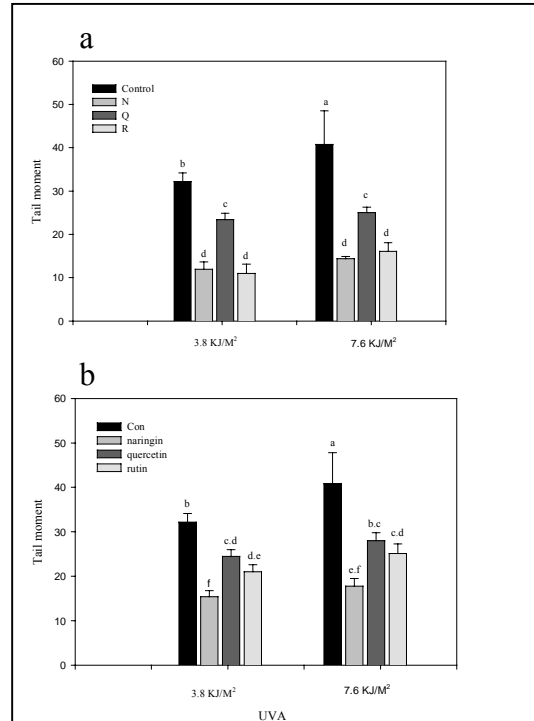 a
60
50
40
30
20
10
0
Tail moment
Control
N
Q
R
b
c
d
d
a
c
d
d
3.8 KJ/M²
7.6 KJ/M²
b
60
50
40
30
20
10
0
Tail moment
Con
naringin
quercetin
rutin
b
f
c.d
d.e
a
e.f
b.c
c.d
3.8 KJ/M²
7.6 KJ/M²
UVA